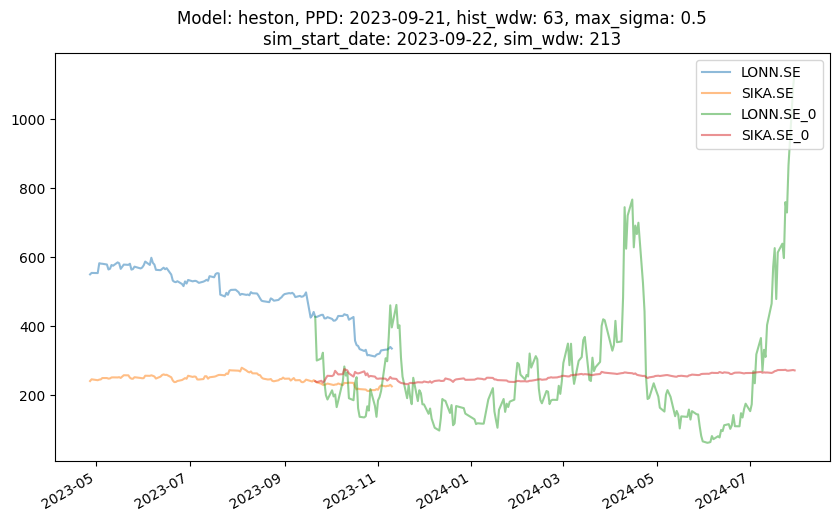 Model: heston, PPD: 2023-09-21, hist_wdw: 63, max_sigma: 0.5
sim_start_date: 2023-09-22, sim_wdw: 213
LONN.SE
SIKA.SE
LONN.SE_0
SIKA.SE_0
1000
800
600
400
200
2023-05
2023-07
2023-09
2023-11
2024-01
2024-03
2024-05
2024-07